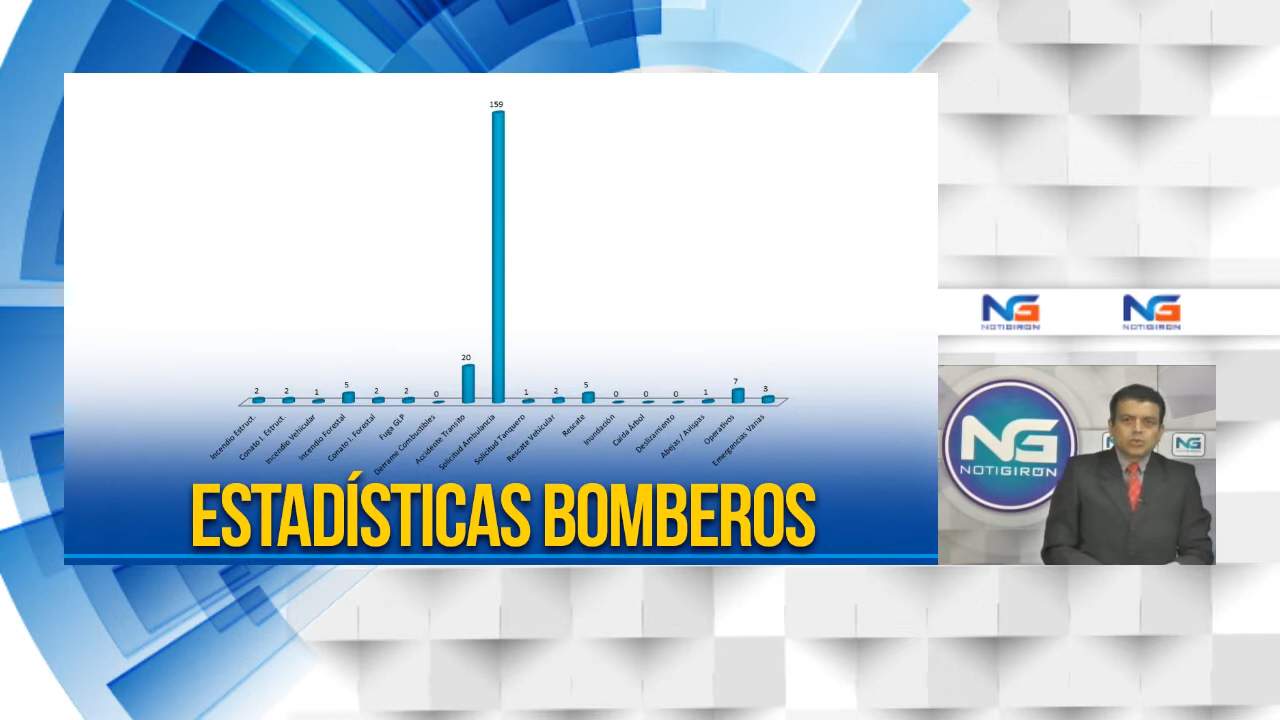 159
20
2
2
1
5
2
2
0
1
2
5
0
0
0
1
7
3
Incendio Estruct.
Conato I. Estruct.
Incendio Vehicular
Incendio Forestal
Conato I. Forestal
Fuga GLP
Derrame Combustibles
Accidente Transito
Solicitud Ambulancia
Solicitud Tanquero
Rescate Vehicular
Rescate
Inundación
Caída Árbol
Deslizamiento
Abejas / Avispas
Operativos
Emergencias Varias
ESTADÍSTICAS BOMBEROS
NG NG
NOTIGIRON NOTIGIRON
NG
NOTIGIRON
NG